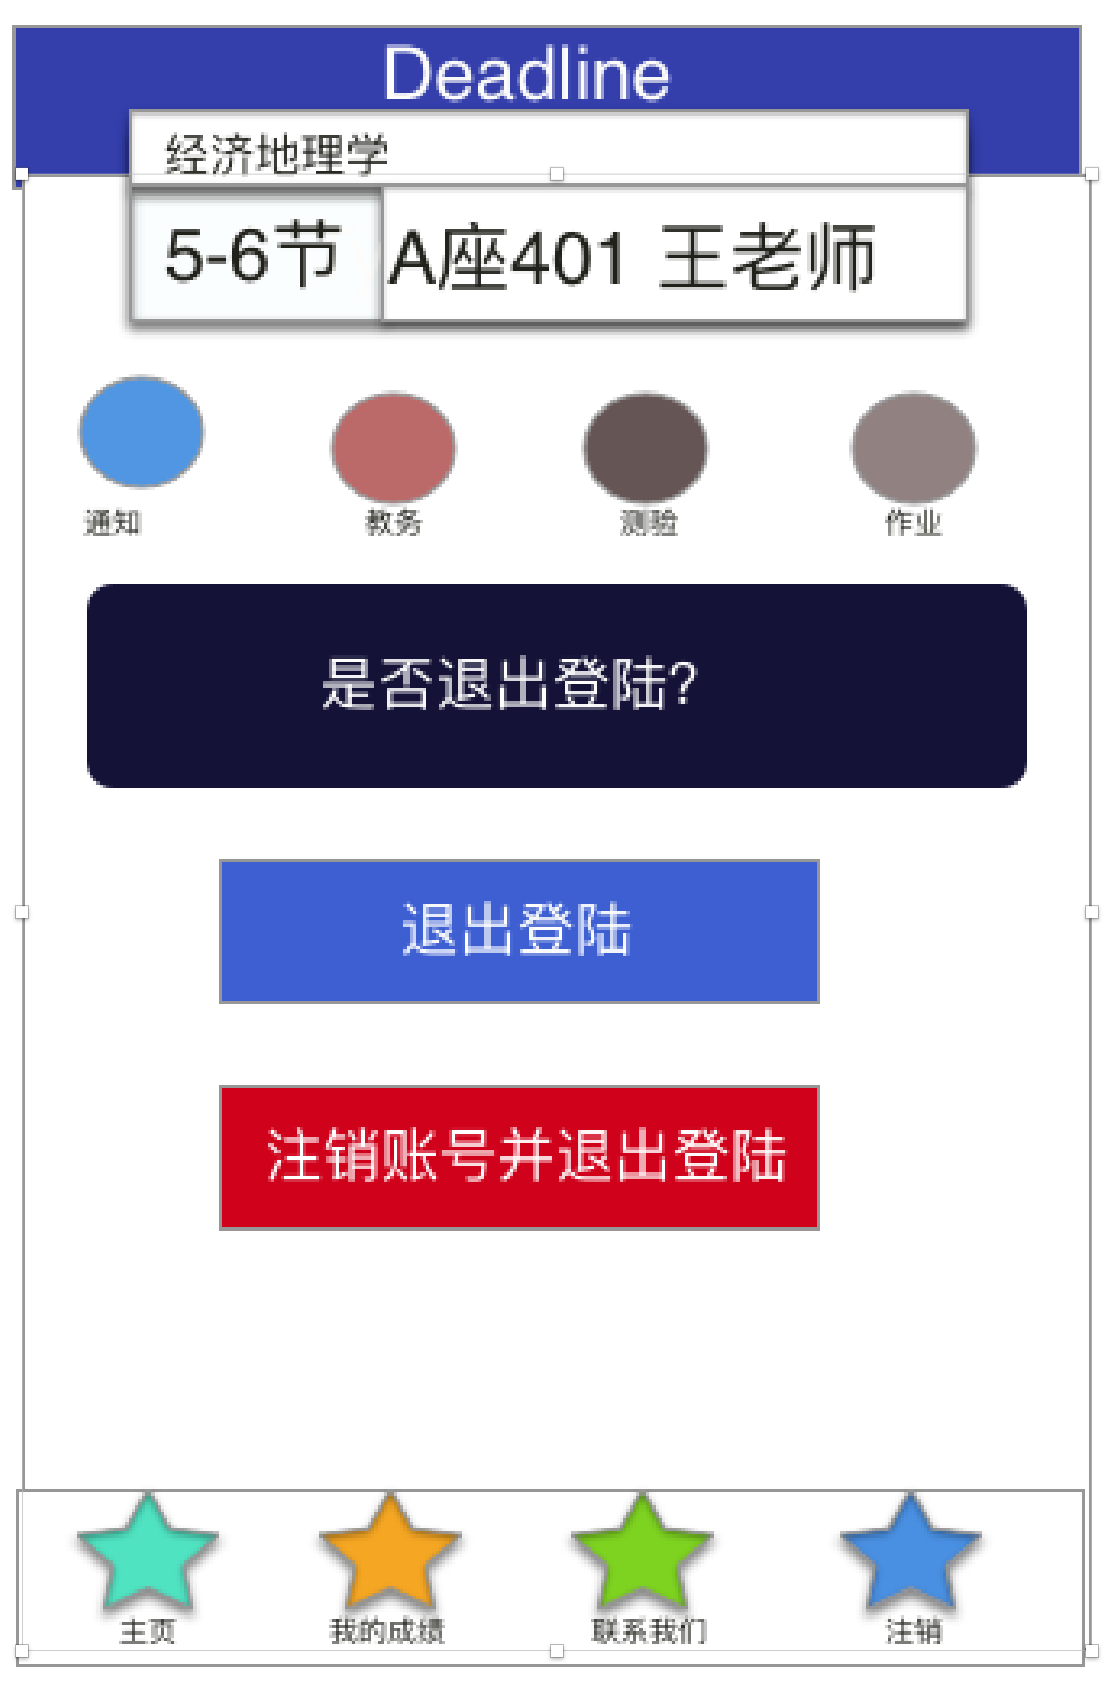 Deadline
经济地理学
5-6节 A座401 王老师
通知 教务 测验 作业
是否退出登陆?
退出登陆
注销账号并退出登陆
主页 我的成绩 联系我们 注销